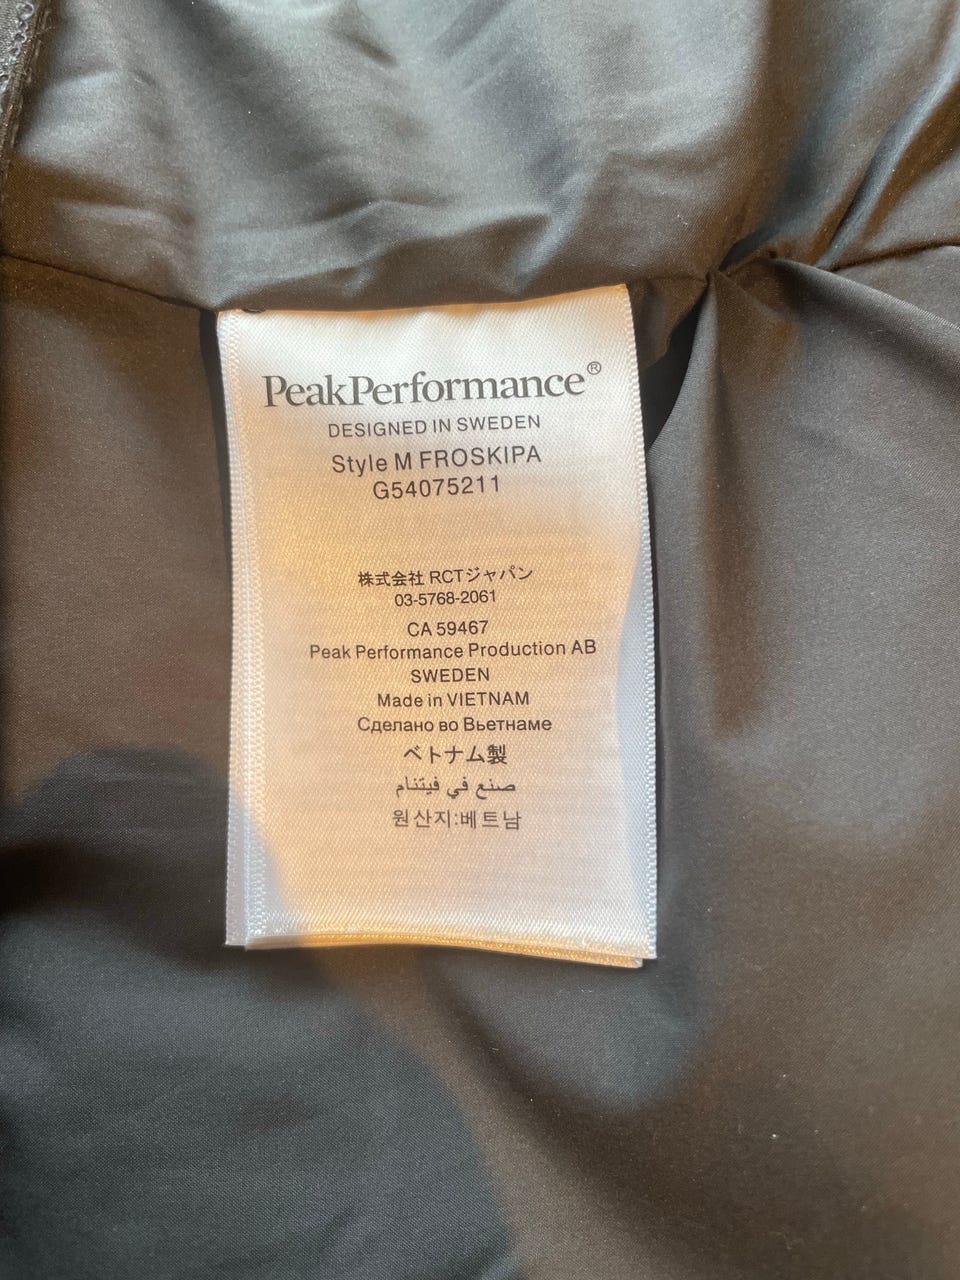 PeakPerformance®
DESIGNED IN SWEDEN
Style M FROSKIPA
G54075211
株式会社 RCTジャパン
03-5768-2061
CA 59467
Peak Performance Production AB
SWEDEN
Made in VIETNAM
Сделано во Вьетнаме
ベトナム製
صنع في فيتنام
원산지:베트남